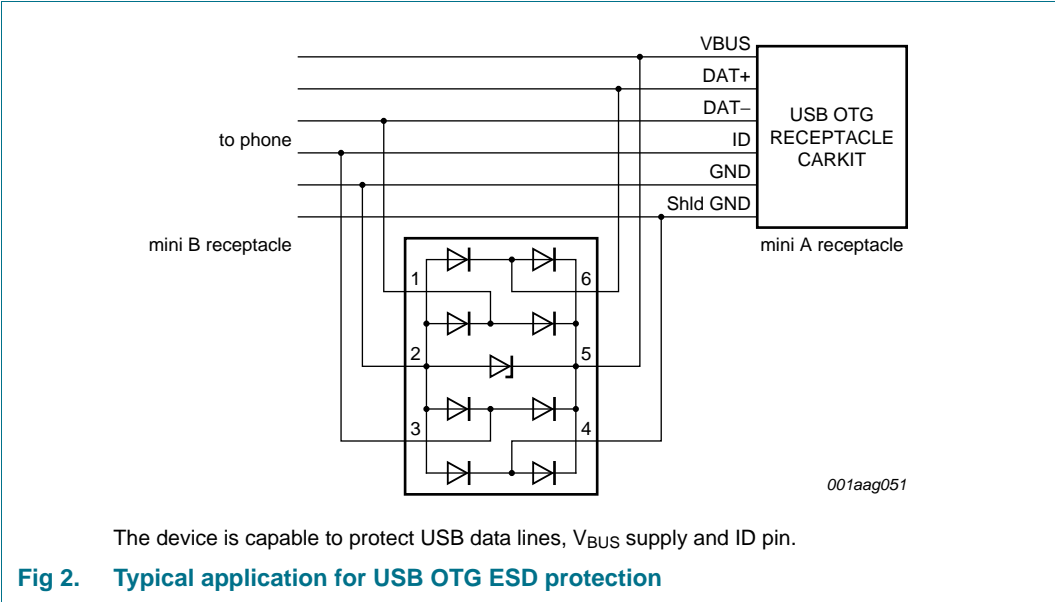 VBUS
DAT+
DAT−
to phone
ID
GND
Shld GND
USB OTG
RECEPTACLE
CARKIT
mini B receptacle
mini A receptacle
1
6
2
5
3
4
001aag051
The device is capable to protect USB data lines, VBUS supply and ID pin.
Fig 2. Typical application for USB OTG ESD protection